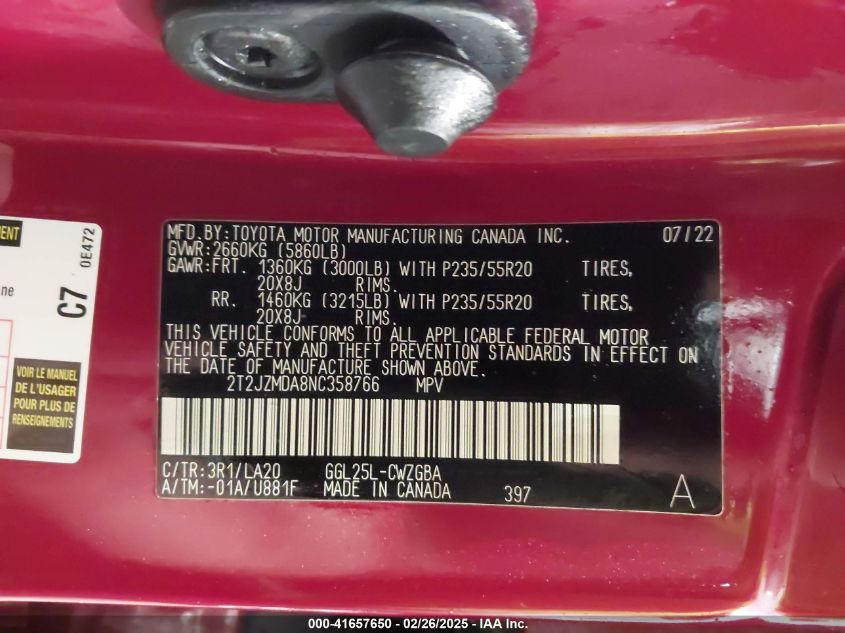 MENT
0E472
C7
ne
VOIR LE MANUEL
DE L'USAGER
POUR PLUS DE
RENSEIGNEMENTS
MFD.BY:TOYOTA MOTOR MANUFACTURING CANADA INC. 07/22
GVWR:2660KG (5860LB)
GAWR:FRT. 1360KG (3000LB) WITH P235/55R20 TIRES,
20X8J RIMS.
RR. 1460KG (3215LB) WITH P235/55R20 TIRES,
20X8J RIMS.
THIS VEHICLE CONFORMS TO ALL APPLICABLE FEDERAL MOTOR
VEHICLE SAFETY AND THEFT PREVENTION STANDARDS IN EFFECT ON
THE DATE OF MANUFACTURE SHOWN ABOVE.
2T2JZMDA8NC358766 MPV
C/TR:3R1/LA20 GGL25L-CWZGBA
A/TM:-01A/U881F MADE IN CANADA 397 A
000-41657650 - 02/26/2025 - IAA Inc.